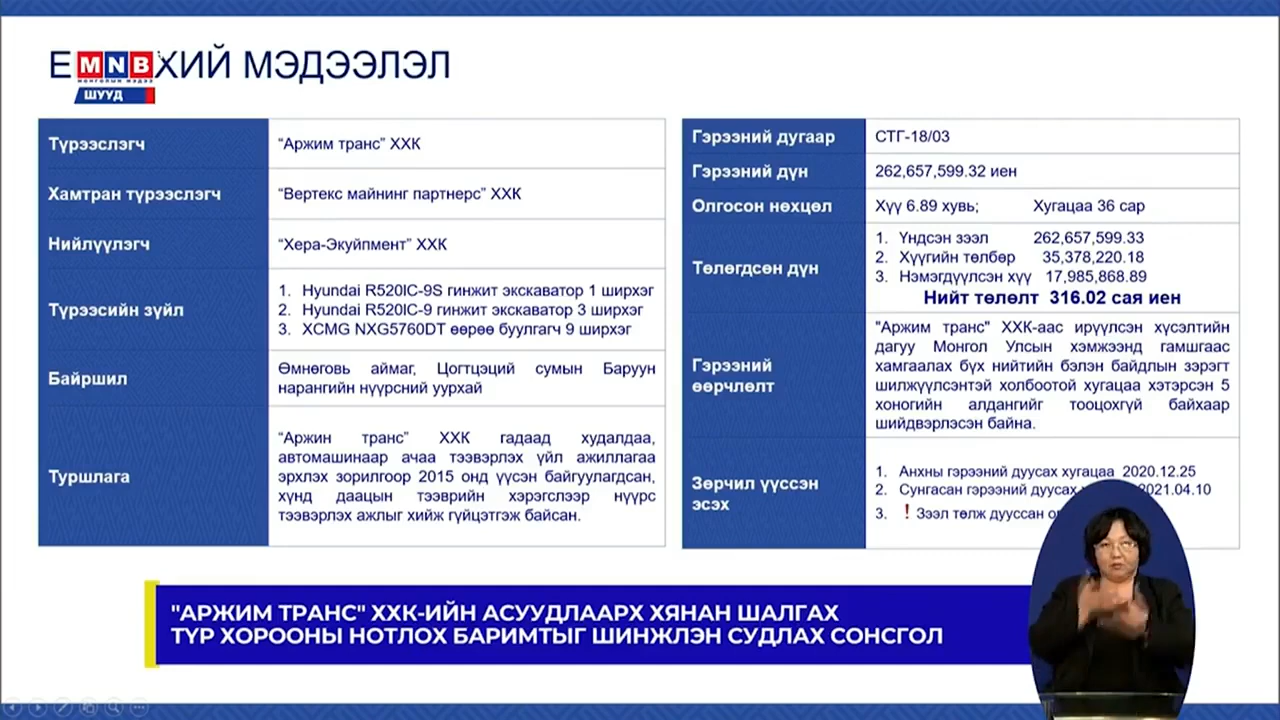 Е
ХИЙ МЭДЭЭЛЭЛ
MNB
МОНГОЛЫН МЭДЭЭ
ШУУД
Түрээслэгч
“Аржим транс” ХХК
Хамтран түрээслэгч
“Вертекс майнинг партнерс” ХХК
Нийлүүлэгч
“Хера-Экуйпмент” ХХК
Түрээсийн зүйл
1. Hyundai R520IC-9S гинжит экскаватор 1 ширхэг
2. Hyundai R520IC-9 гинжит экскаватор 3 ширхэг
3. XCMG NXG5760DT өөрөө буулгагч 9 ширхэг
Байршил
Өмнөговь аймаг, Цогтцэций сумын Баруун
нарангийн нүүрсний уурхай
Туршлага
“Аржин транс” ХХК гадаад худалдаа,
автомашинаар ачаа тээвэрлэх үйл ажиллагаа
эрхлэх зорилгоор 2015 онд үүсэн байгуулагдсан,
хүнд даацын тээврийн хэрэгслээр нүүрс
тээвэрлэх ажлыг хийж гүйцэтгэж байсан.
Гэрээний дугаар
СТГ-18/03
Гэрээний дүн
262,657,599.32 иен
Олгосон нөхцөл
Хүү 6.89 хувь; Хугацаа 36 сар
Төлөгдсөн дүн
1. Үндсэн зээл 262,657,599.33
2. Хүүгийн төлбөр 35,378,220.18
3. Нэмэгдүүлсэн хүү 17,985,868.89
Нийт төлөлт 316.02 сая иен
Гэрээний
өөрчлөлт
"Аржим транс" ХХК-аас ирүүлсэн хүсэлтийн
дагуу Монгол Улсын хэмжээнд гамшгаас
хамгаалах бүх нийтийн бэлэн байдлын зэрэгт
шилжүүлсэнтэй холбоотой хугацаа хэтэрсэн 5
хоногийн алдангийг тооцохгүй байхаар
шийдвэрлэсэн байна.
Зөрчил үүссэн
эсэх
1. Анхны гэрээний дуусах хугацаа 2020.12.25
2. Сунгасан гэрээний дуусах 2021.04.10
3. ! Зээл төлж дууссан
"АРЖИМ ТРАНС" ХХК-ИЙН АСУУДЛААРХ ХЯНАН ШАЛГАХ
ТҮР ХОРООНЫ НОТЛОХ БАРИМТЫГ ШИНЖЛЭН СУДЛАХ СОНСГОЛ